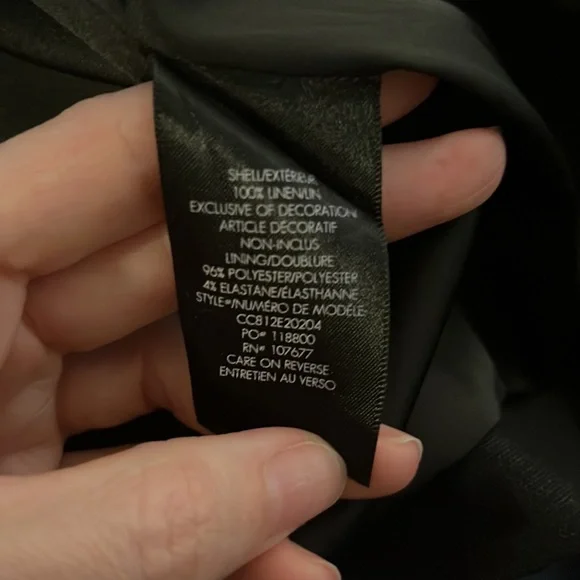 SHELL/EXTÉRIEUR
100% LINEN/LIN
EXCLUSIVE OF DECORATION
ARTICLE DÉCORATIF
NON-INCLUS
LINING/DOUBLURE
96% POLYESTER/POLYESTER
4% ELASTANE/ÉLASTHANNE
STYLE#/NUMÉRO DE MODÈLE:
CC812E20204
PO# 118800
RN# 107677
CARE ON REVERSE
ENTRETIEN AU VERSO